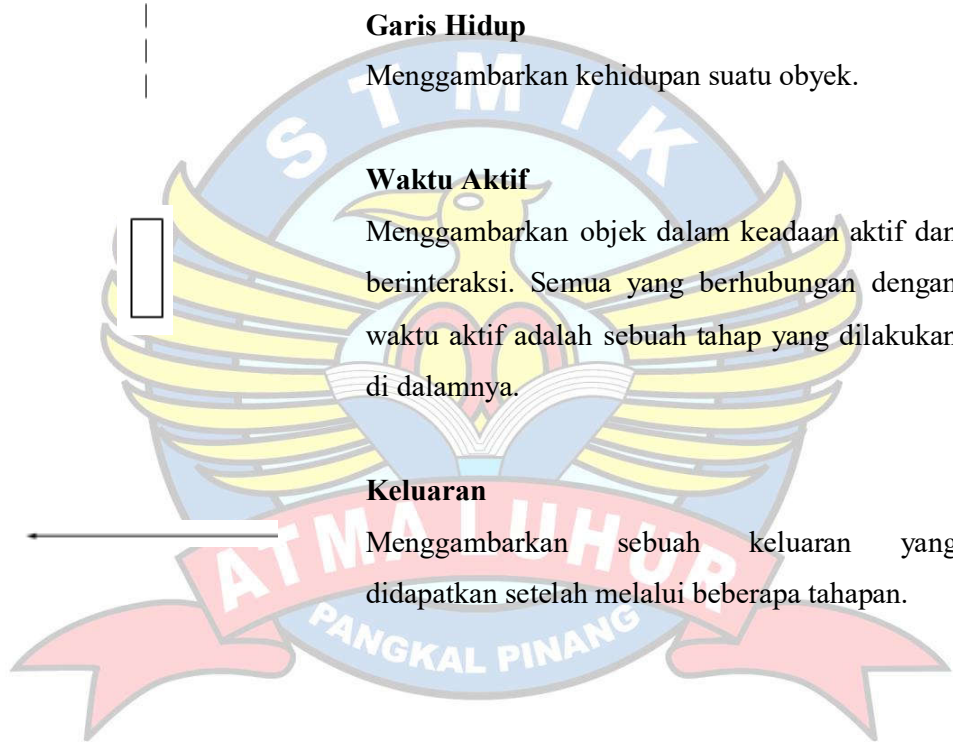 Garis Hidup
Menggambarkan kehidupan suatu obyek.
STMIK
Waktu Aktif
Menggambarkan objek dalam keadaan aktif dan
berinteraksi. Semua yang berhubungan dengan
waktu aktif adalah sebuah tahap yang dilakukan
di dalamnya.
Keluaran
Menggambarkan sebuah keluaran yang
didapatkan setelah melalui beberapa tahapan.
ATMA LUHUR
PANGKAL PINANG